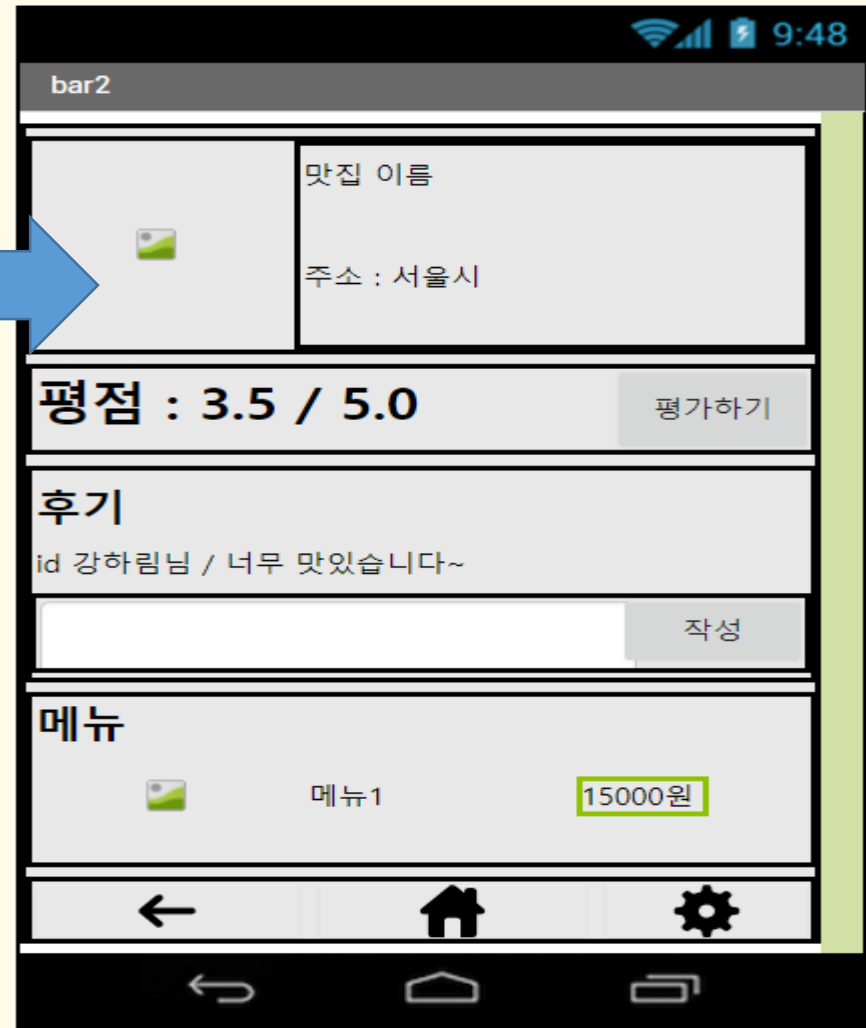 9:48
bar2
맛집 이름
주소 : 서울시
평점 : 3.5 / 5.0
평가하기
후기
id 강하림님 / 너무 맛있습니다~
작성
메뉴
메뉴1
15000원